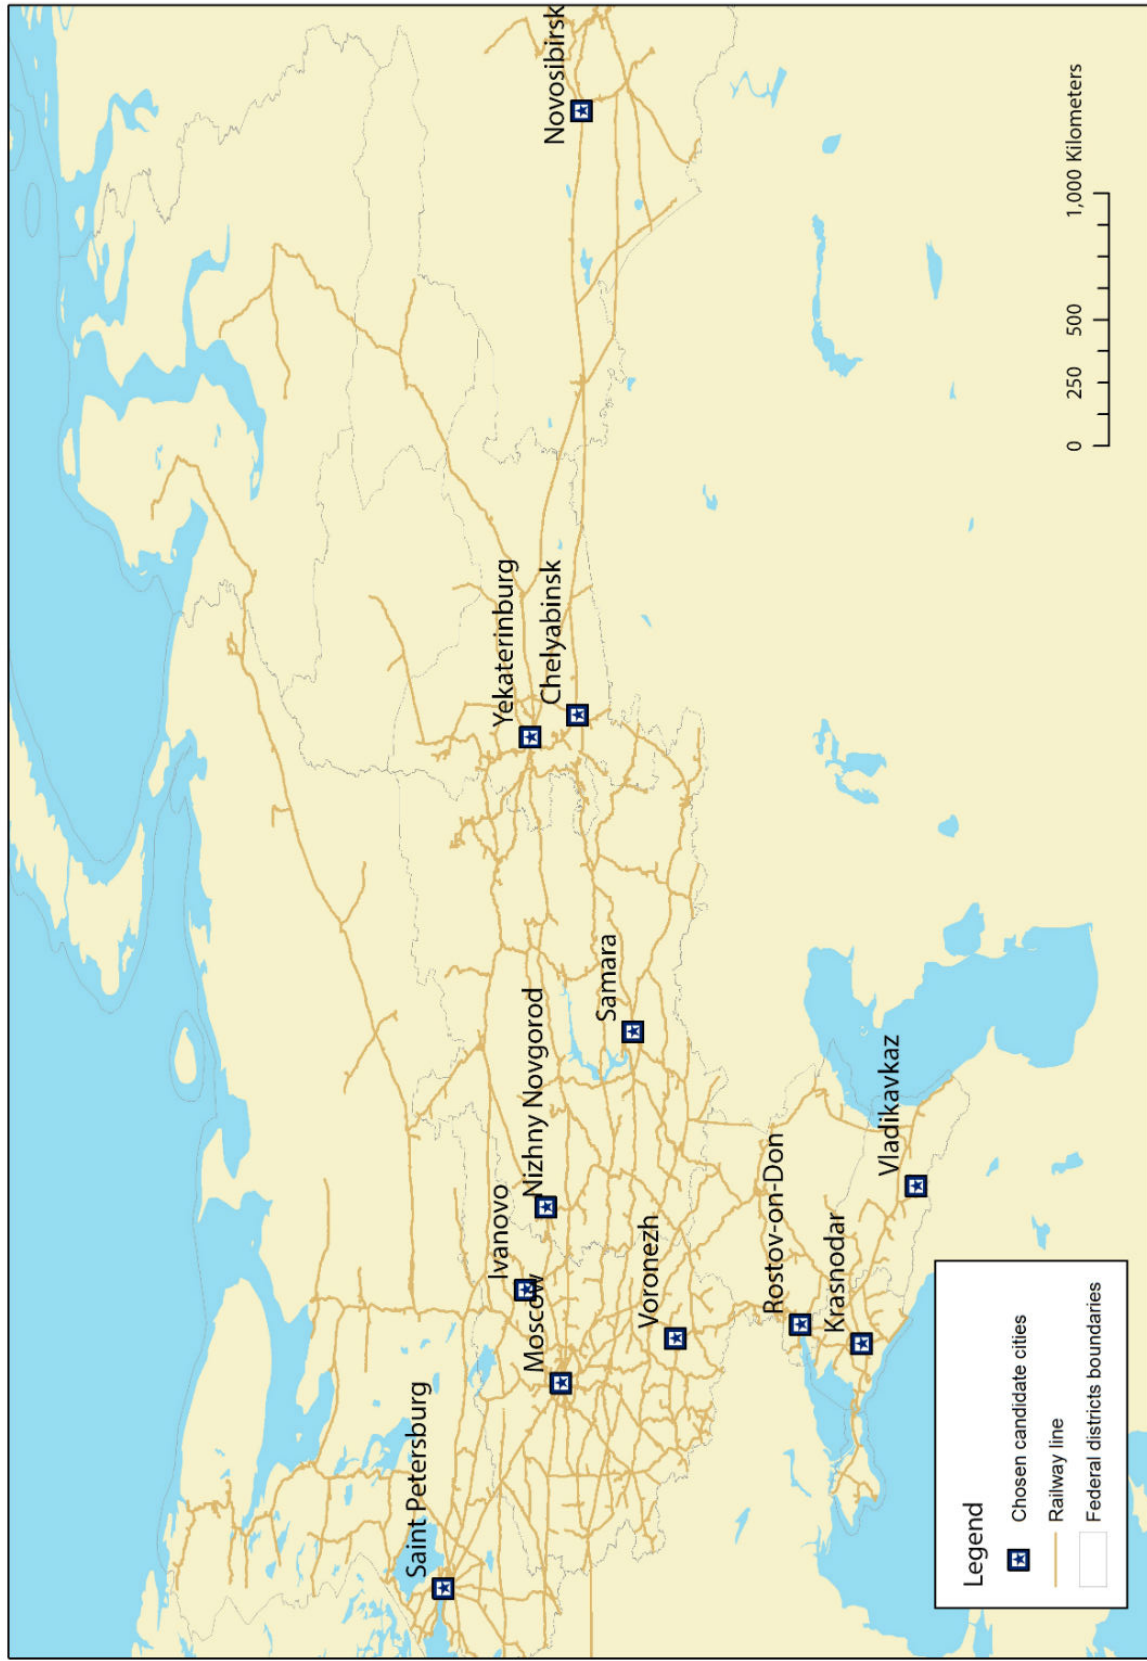 Novosibirsk
Yekaterinburg
Chelyabinsk
Saint Petersburg
Ivanovo
Nizhny Novgorod
Moscow
Samara
Voronezh
Rostov-on-Don
Krasnodar
Vladikavkaz
Legend
Chosen candidate cities
Railway line
Federal districts boundaries
0 250 500 1,000 Kilometers